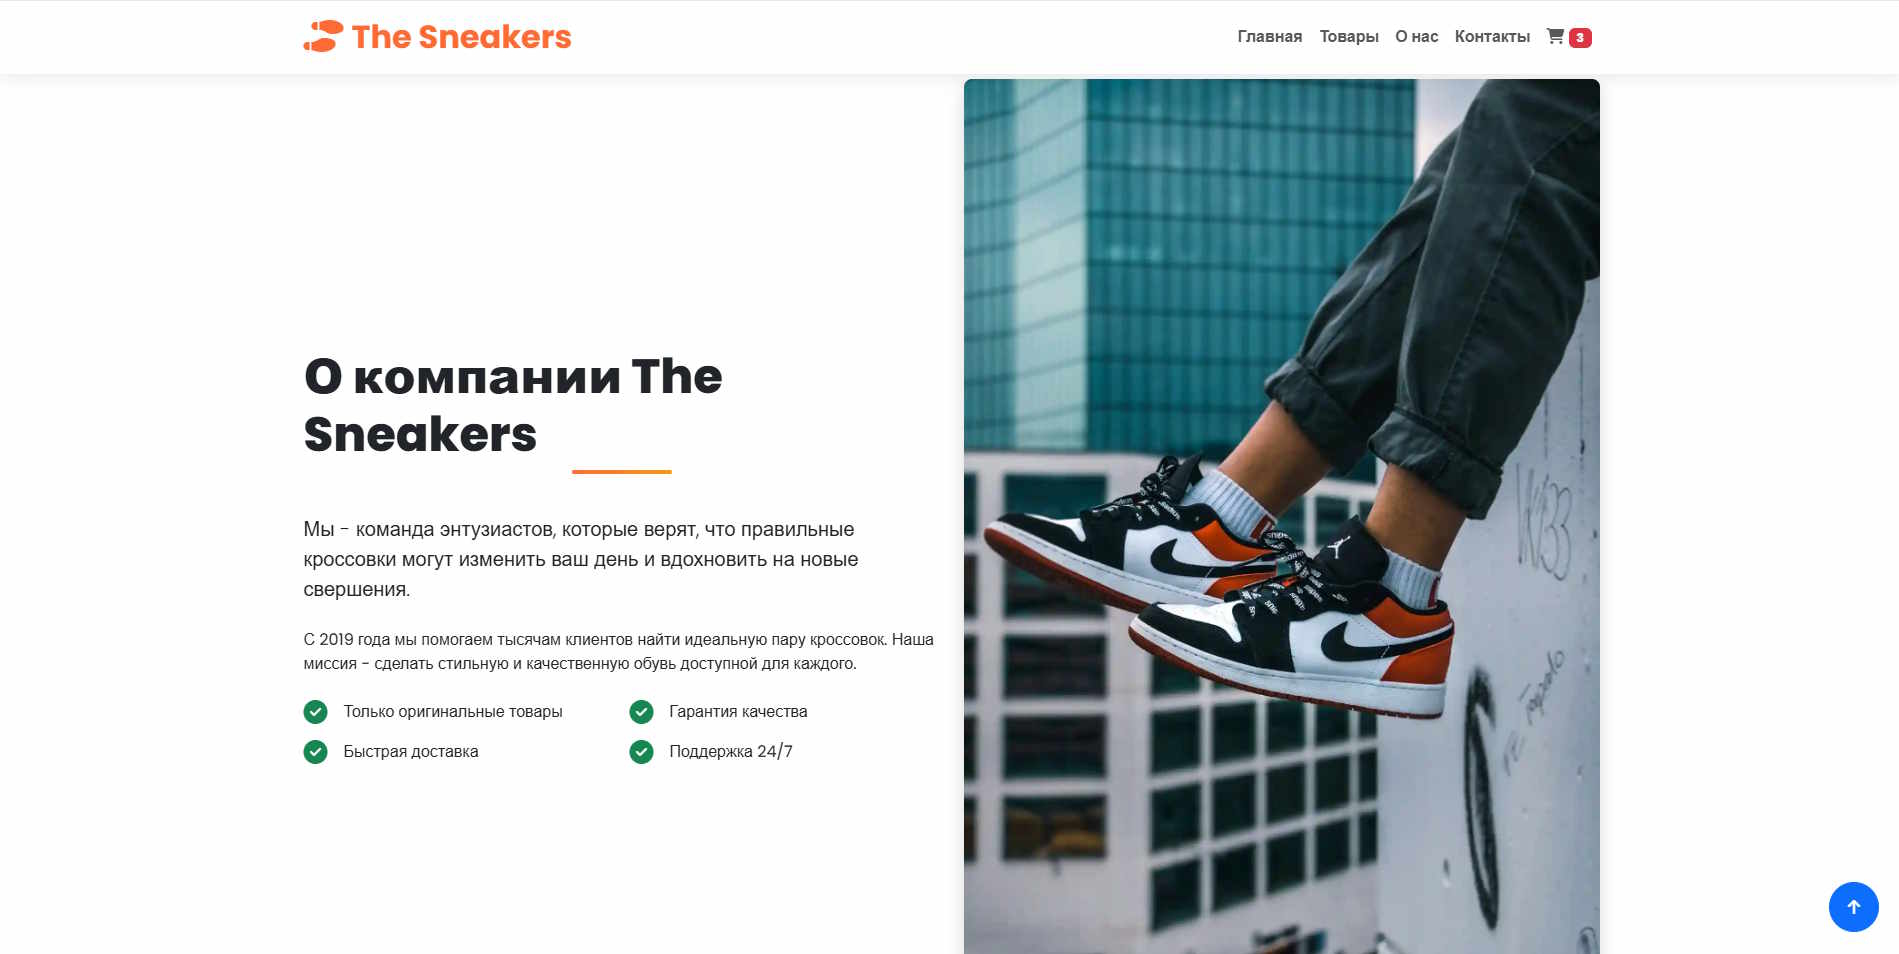 The Sneakers
Главная Товары О нас Контакты 3
О компании The
Sneakers
Мы - команда энтузиастов, которые верят, что правильные
кроссовки могут изменить ваш день и вдохновить на новые
свершения.
С 2019 года мы помогаем тысячам клиентов найти идеальную пару кроссовок. Наша
миссия - сделать стильную и качественную обувь доступной для каждого.
Только оригинальные товары
Гарантия качества
Быстрая доставка
Поддержка 24/7